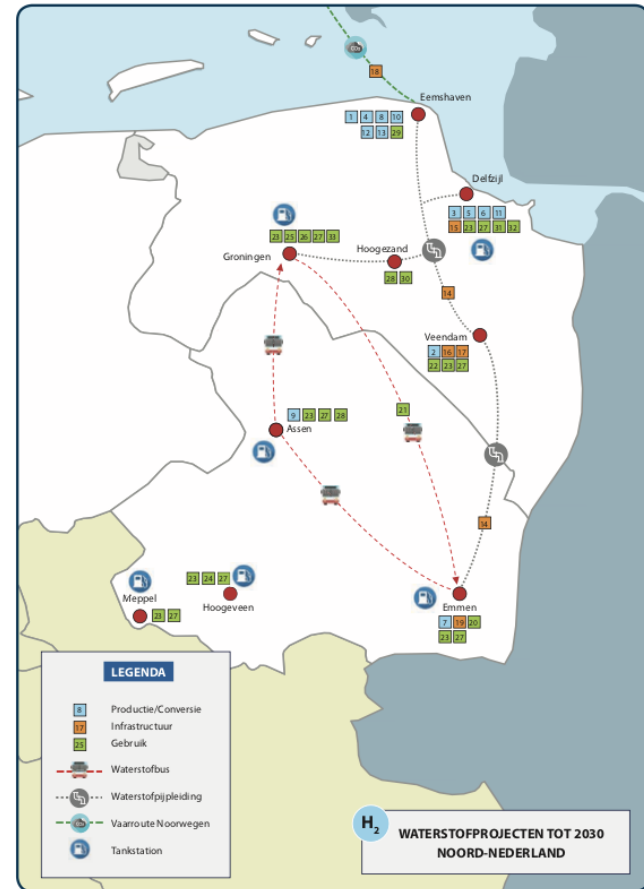 18
Eemshaven
1 4 8 10
12 13 29
Delfzijl
3 5 6 11
15 23 27 31 32
23 25 26 27 33
Groningen
Hoogezand
28 30
14
Veendam
2 16 17
22 23 27
9 23 27 28
Assen
21
14
23 24 27
Hoogeveen
Meppel
23 27
Emmen
7 19 20
23 27
LEGENDA
8 Productie/Conversie
17 Infrastructuur
25 Gebruik
Waterstofbus
Waterstofpijpleiding
Vaarroute Noorwegen
Tankstation
H2
WATERSTOFPROJECTEN TOT 2030
NOORD-NEDERLAND